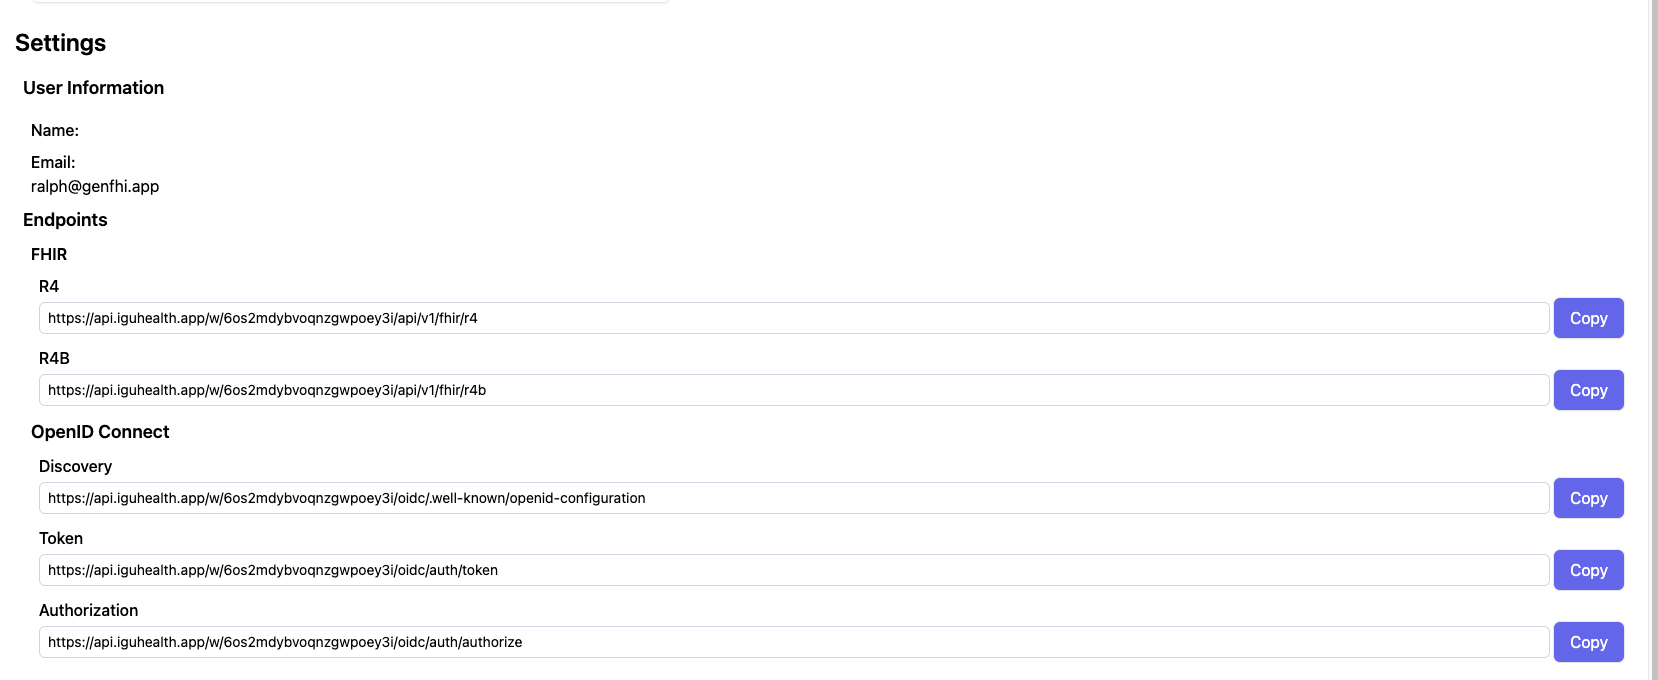 Settings
User Information
Name:
Email:
ralph@genfhi.app
Endpoints
FHIR
R4
https://api.iguhealth.app/w/6os2mdybvoqnzgwpoey3i/api/v1/fhir/r4
Copy
R4B
https://api.iguhealth.app/w/6os2mdybvoqnzgwpoey3i/api/v1/fhir/r4b
Copy
OpenID Connect
Discovery
https://api.iguhealth.app/w/6os2mdybvoqnzgwpoey3i/oidc/.well-known/openid-configuration
Copy
Token
https://api.iguhealth.app/w/6os2mdybvoqnzgwpoey3i/oidc/auth/token
Copy
Authorization
https://api.iguhealth.app/w/6os2mdybvoqnzgwpoey3i/oidc/auth/authorize
Copy